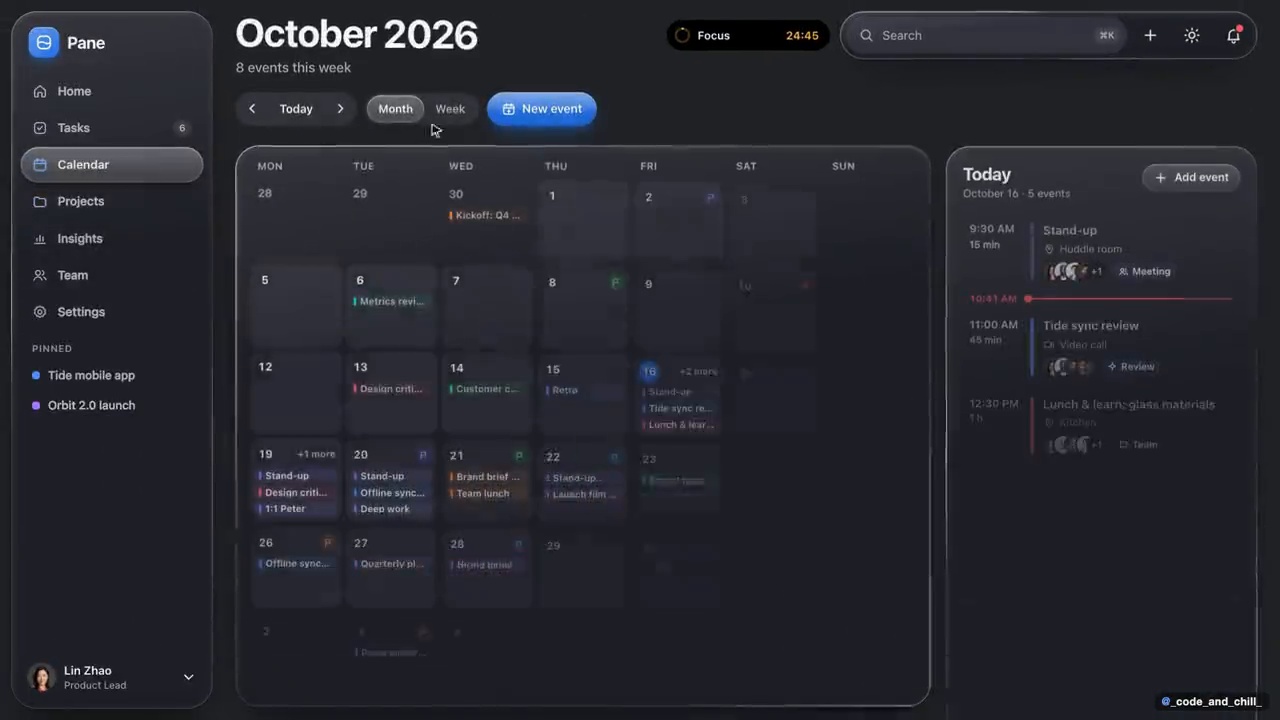 Pane
Home
Tasks 6
Calendar
Projects
Insights
Team
Settings
PINNED
Tide mobile app
Orbit 2.0 launch
Lin Zhao
Product Lead
October 2026
8 events this week
Focus 24:45
Search ⌘K
Today
Month Week
New event
MON TUE WED THU FRI SAT SUN
28 29 30 1 2 P 3
Kickoff: Q4 ...
5 6 7 8 P 9 10
Metrics revi...
12 13 14 15 16 +2 more
Design criti... Customer c... Retro Stand-up
Tide sync re...
Lunch & lear...
19 +1 more 20 P 21 P 22 23
Stand-up Stand-up Brand brief ... Stand-up
Design criti... Offline sync... Team lunch Launch film ...
1:1 Peter Deep work
26 P 27 28 29
Offline sync... Quarterly pl...
2
Today
October 16 · 5 events
Add event
9:30 AM Stand-up
15 min Huddle room
+1 Meeting
10:41 AM
11:00 AM Tide sync review
45 min Video call
Review
12:30 PM Lunch & learn: glass materials
1 h Kitchen
+1 Team
@_code_and_chill_